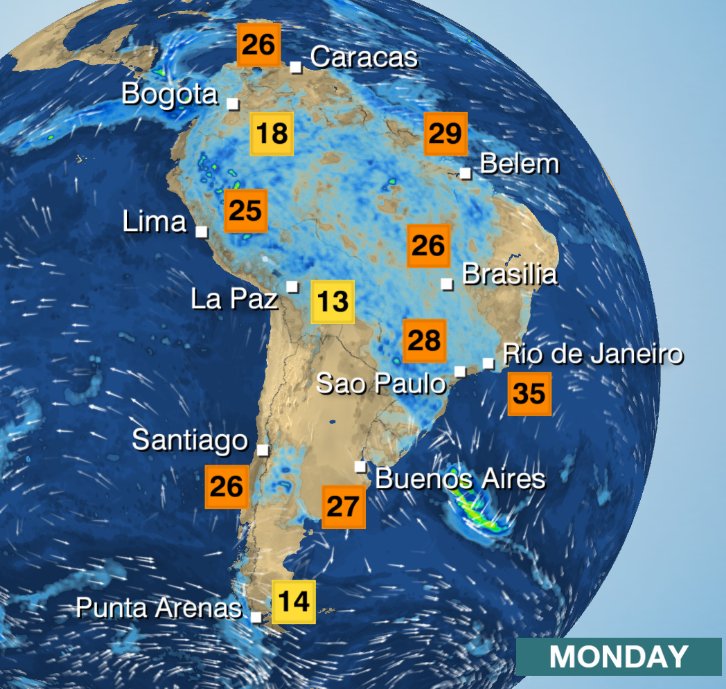 26
Caracas
Bogota
18
29
Belem
Lima
25
26
Brasilia
La Paz
13
28
Rio de Janeiro
Sao Paulo
35
Santiago
26
Buenos Aires
27
Punta Arenas
14
MONDAY